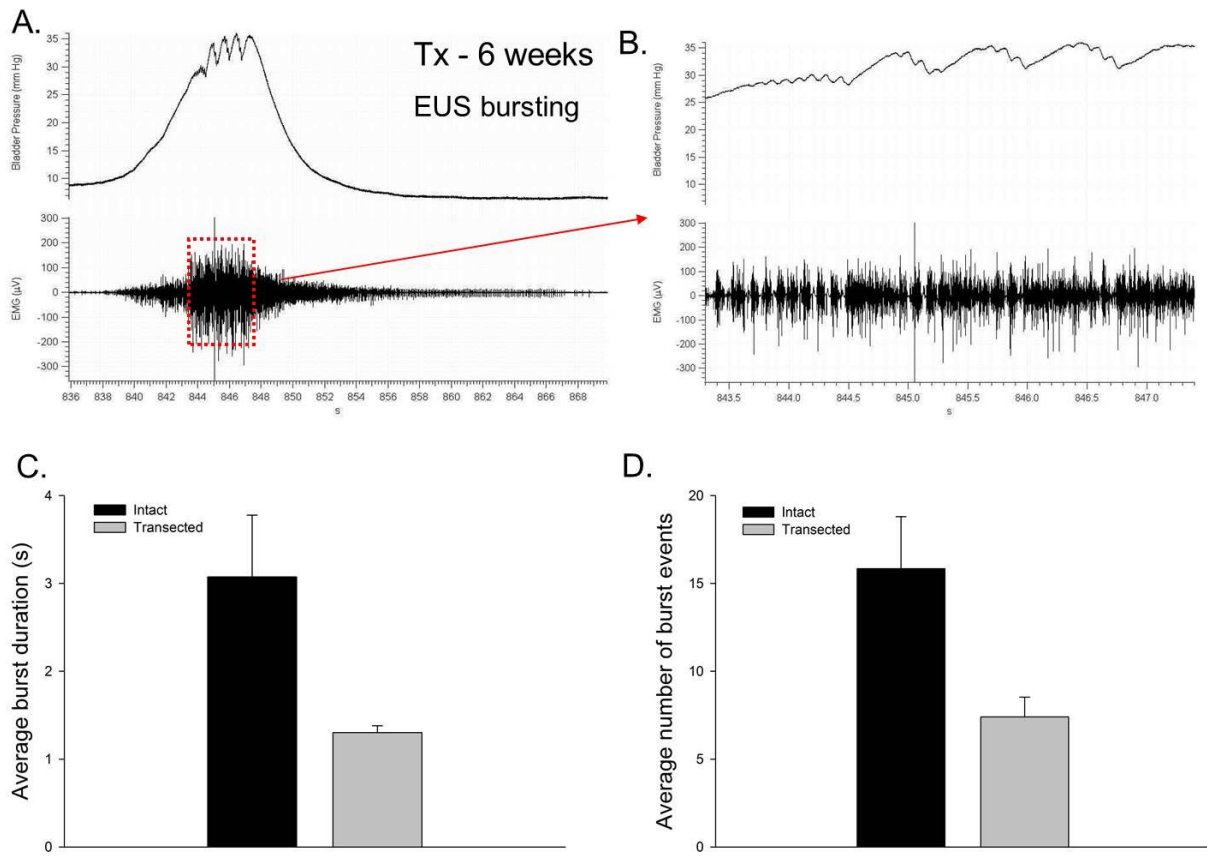 A.
Tx - 6 weeks
EUS bursting
Bladder Pressure (mm Hg)
35
30
25
20
15
10
EMG (µV)
300
200
100
0
-100
-200
-300
836 838 840 842 844 846 848 850 852 854 856 858 860 862 864 866 868
s
B.
Bladder Pressure (mm Hg)
35
30
25
20
15
10
EMG (µV)
300
200
100
0
-100
-200
-300
843.5 844.0 844.5 845.0 845.5 846.0 846.5 847.0
s
C.
Intact
Transected
Average burst duration (s)
4
3
2
1
0
D.
Intact
Transected
Average number of burst events
20
15
10
5
0